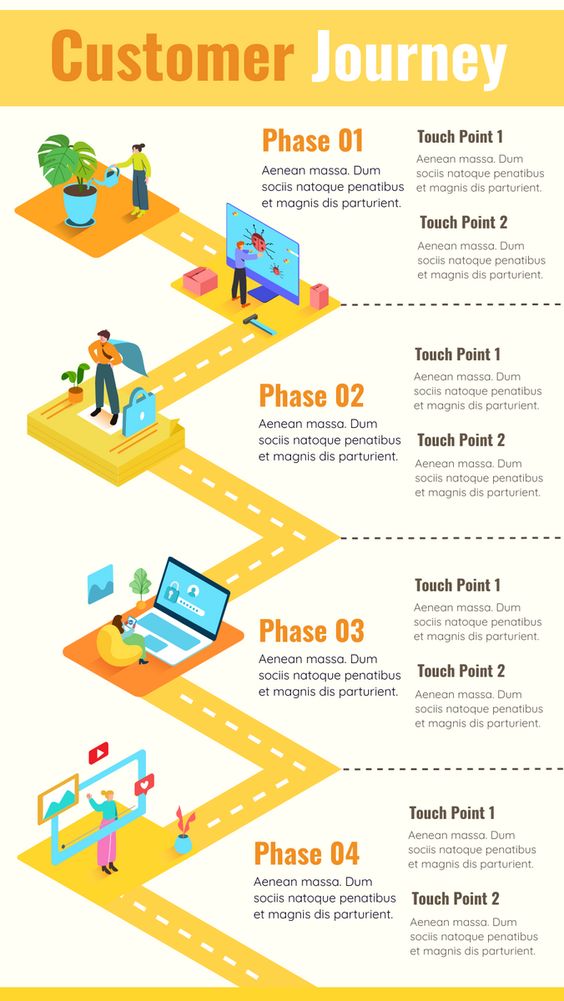 Customer Journey
Phase 01
Aenean massa. Dum
sociis natoque penatibus
et magnis dis parturient.
Touch Point 1
Aenean massa. Dum
sociis natoque penatibus
et magnis dis parturient.
Touch Point 2
Aenean massa. Dum
sociis natoque penatibus
et magnis dis parturient.
Phase 02
Aenean massa. Dum
sociis natoque penatibus
et magnis dis parturient.
Touch Point 1
Aenean massa. Dum
sociis natoque penatibus
et magnis dis parturient.
Touch Point 2
Aenean massa. Dum
sociis natoque penatibus
et magnis dis parturient.
Phase 03
Aenean massa. Dum
sociis natoque penatibus
et magnis dis parturient.
Touch Point 1
Aenean massa. Dum
sociis natoque penatibus
et magnis dis parturient.
Touch Point 2
Aenean massa. Dum
sociis natoque penatibus
et magnis dis parturient.
Phase 04
Aenean massa. Dum
sociis natoque penatibus
et magnis dis parturient.
Touch Point 1
Aenean massa. Dum
sociis natoque penatibus
et magnis dis parturient.
Touch Point 2
Aenean massa. Dum
sociis natoque penatibus
et magnis dis parturient.